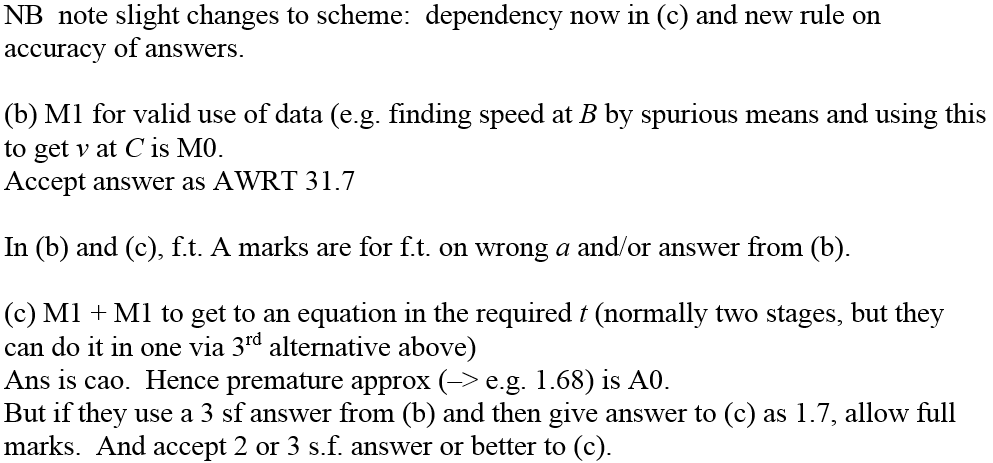 NB note slight changes to scheme: dependency now in (c) and new rule on
accuracy of answers.
(b) M1 for valid use of data (e.g. finding speed at B by spurious means and using this
to get v at C is M0.
Accept answer as AWRT 31.7
In (b) and (c), f.t. A marks are for f.t. on wrong a and/or answer from (b).
(c) M1 + M1 to get to an equation in the required t (normally two stages, but they
can do it in one via 3rd alternative above)
Ans is cao. Hence premature approx (–> e.g. 1.68) is A0.
But if they use a 3 sf answer from (b) and then give answer to (c) as 1.7, allow full
marks. And accept 2 or 3 s.f. answer or better to (c).